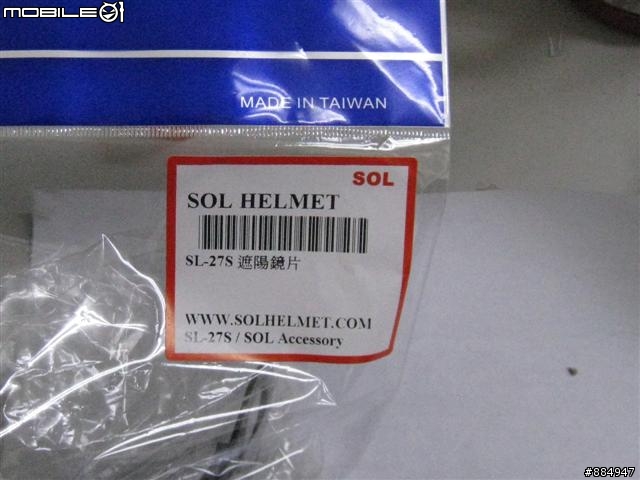 MOBILE01
MADE IN TAIWAN
SOL
SOL HELMET
SL-27S 遮陽鏡片
WWW.SOLHELMET.COM
SL-27S / SOL Accessory
#884947